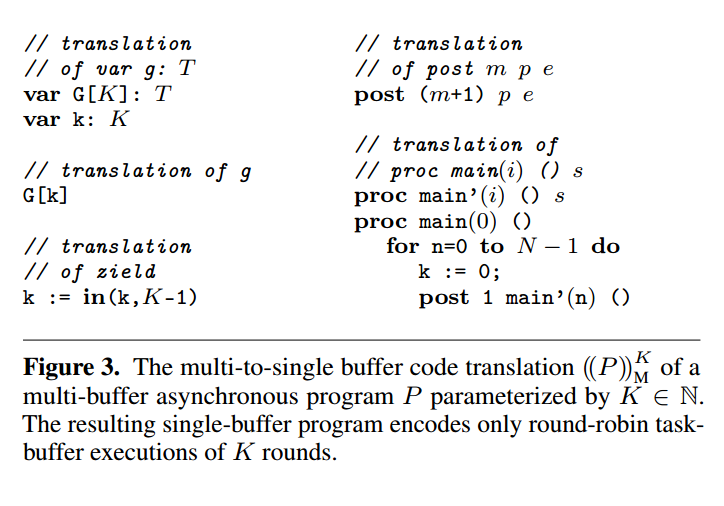 // translation
// of var g: T
var G[K]: T
var k: K
// translation of g
G[k]
// translation
// of zield
k := in(k,K-1)
// translation
// of post m p e
post (m+1) p e
// translation of
// proc main(i) () s
proc main'(i) () s
proc main(0) ()
for n=0 to N − 1 do
k := 0;
post 1 main'(n) ()
Figure 3. The multi-to-single buffer code translation ((P))ᴷM of a
multi-buffer asynchronous program P parameterized by K ∈ ℕ.
The resulting single-buffer program encodes only round-robin task-
buffer executions of K rounds.